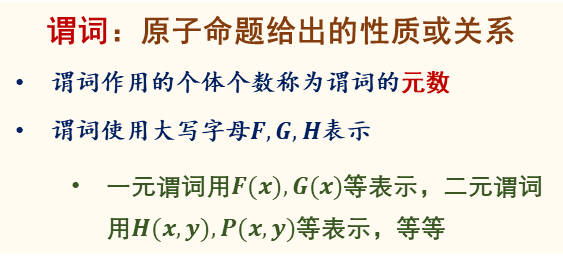 谓词：原子命题给出的性质或关系
• 谓词作用的个体个数称为谓词的元数
• 谓词使用大写字母F, G, H表示
• 一元谓词用F(x), G(x)等表示，二元谓词
用H(x, y), P(x, y)等表示，等等